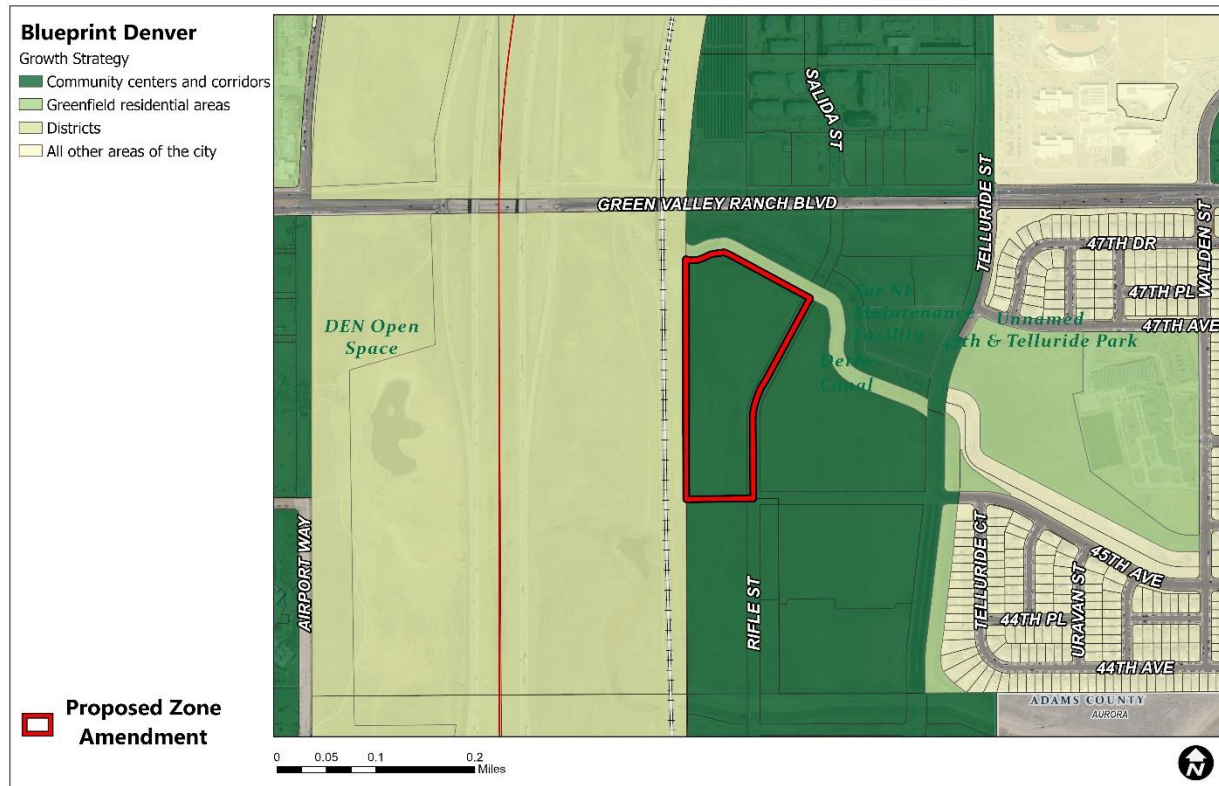 Blueprint Denver
Growth Strategy
Community centers and corridors
Greenfield residential areas
Districts
All other areas of the city
Proposed Zone
Amendment
0 0.05 0.1 0.2
Miles
SALIDA ST
GREEN VALLEY RANCH BLVD
TELLURIDE ST
47TH DR
WALDEN ST
47TH PL
47TH AVE
DEN Open
Space
Far NE
Maintenance
Facility
Unnamed
47th & Telluride Park
Canal
AIRPORT WAY
RIFLE ST
TELLURIDE CT
45TH AVE
44TH PL
URAVAN ST
44TH AVE
ADAMS COUNTY
AURORA
N